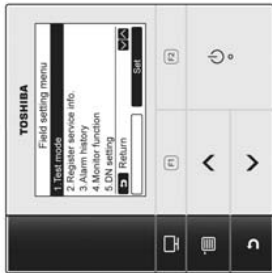 TOSHIBA
Field setting menu
1.Test mode
2.Register service info.
3.Alarm history
4.Monitor function
5.DN setting
Return
Set
F1
F2